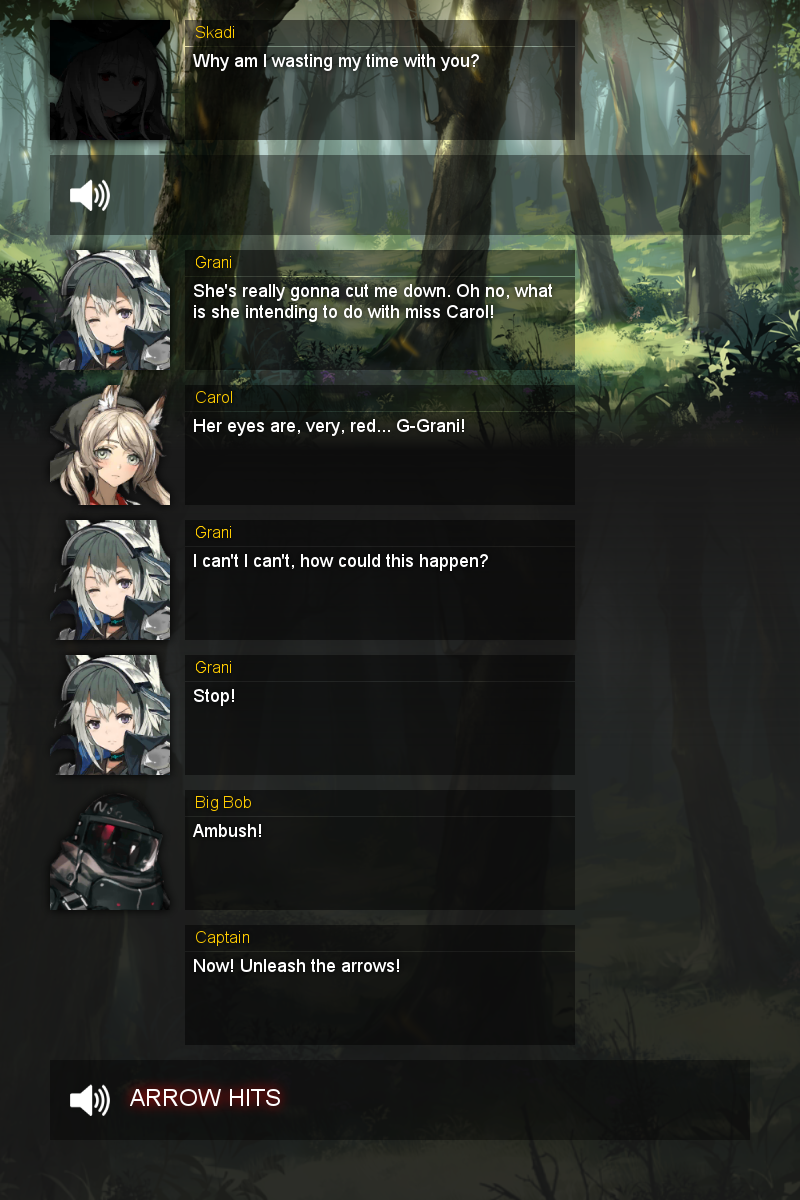 Skadi
Why am I wasting my time with you?
Grani
She's really gonna cut me down. Oh no, what
is she intending to do with miss Carol!
Carol
Her eyes are, very, red... G-Grani!
Grani
I can't I can't, how could this happen?
Grani
Stop!
Big Bob
Ambush!
Captain
Now! Unleash the arrows!
ARROW HITS